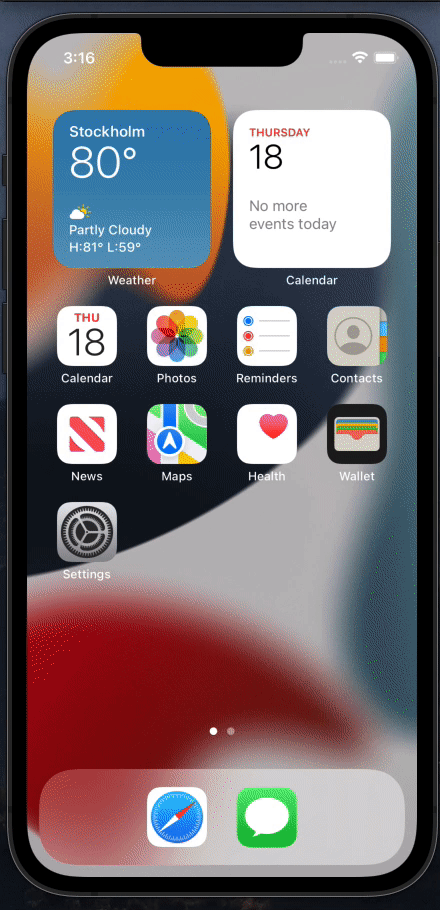 3:16
Stockholm
80°
Partly Cloudy
H:81° L:59°
Weather
THURSDAY
18
No more
events today
Calendar
THU
18
Calendar
Photos
Reminders
Contacts
News
Maps
Health
Wallet
Settings